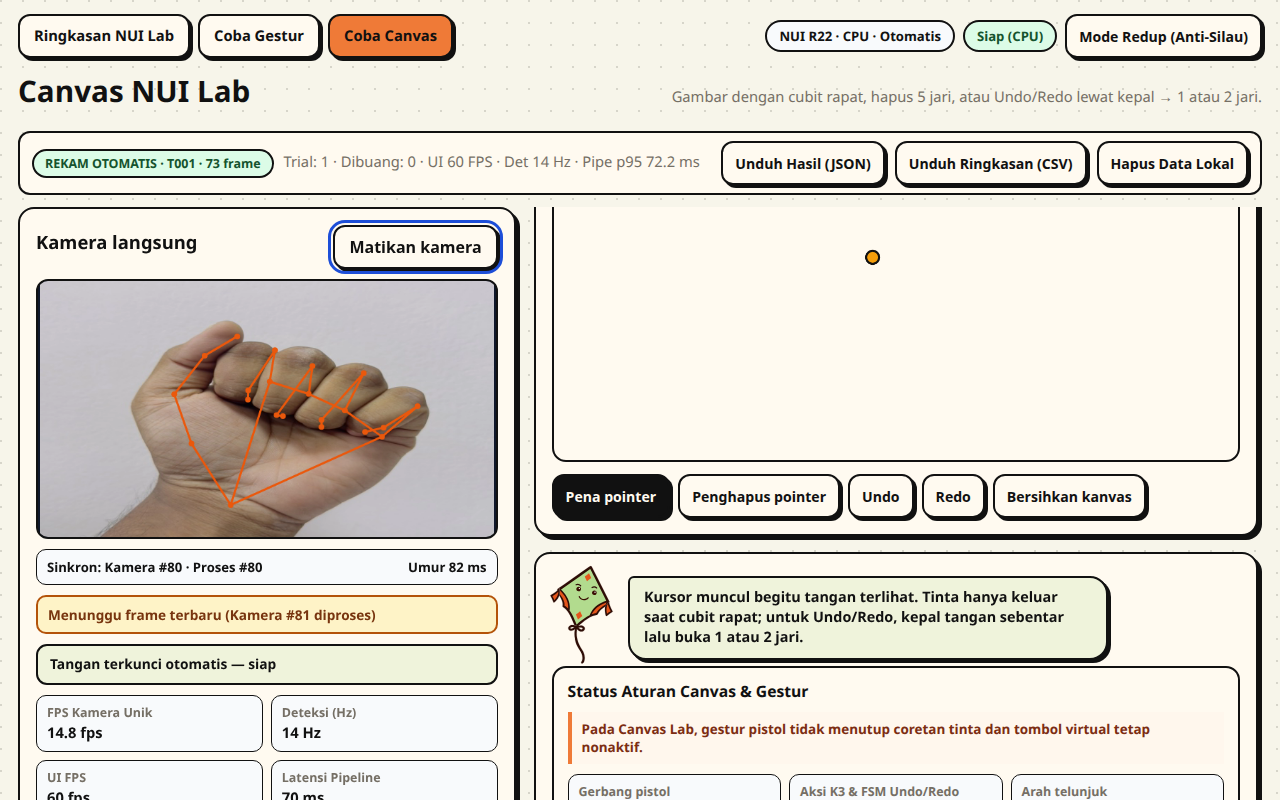 Ringkasan NUI Lab
Coba Gestur
Coba Canvas
NUI R22 · CPU · Otomatis
Siap (CPU)
Mode Redup (Anti-Silau)
Canvas NUI Lab
Gambar dengan cubit rapat, hapus 5 jari, atau Undo/Redo lewat kepal → 1 atau 2 jari.
REKAM OTOMATIS · T001 · 73 frame
Trial: 1 · Dibuang: 0 · UI 60 FPS · Det 14 Hz · Pipe p95 72.2 ms
Unduh Hasil (JSON)
Unduh Ringkasan (CSV)
Hapus Data Lokal
Kamera langsung
Matikan kamera
Sinkron: Kamera #80 · Proses #80
Umur 82 ms
Menunggu frame terbaru (Kamera #81 diproses)
Tangan terkunci otomatis — siap
FPS Kamera Unik
14.8 fps
Deteksi (Hz)
14 Hz
UI FPS
60 fps
Latensi Pipeline
70 ms
Pena pointer
Penghapus pointer
Undo
Redo
Bersihkan kanvas
Kursor muncul begitu tangan terlihat. Tinta hanya keluar
saat cubit rapat; untuk Undo/Redo, kepal tangan sebentar
lalu buka 1 atau 2 jari.
Status Aturan Canvas & Gestur
Pada Canvas Lab, gestur pistol tidak menutup coretan tinta dan tombol virtual tetap
nonaktif.
Gerbang pistol
Aksi K3 & FSM Undo/Redo
Arah telunjuk